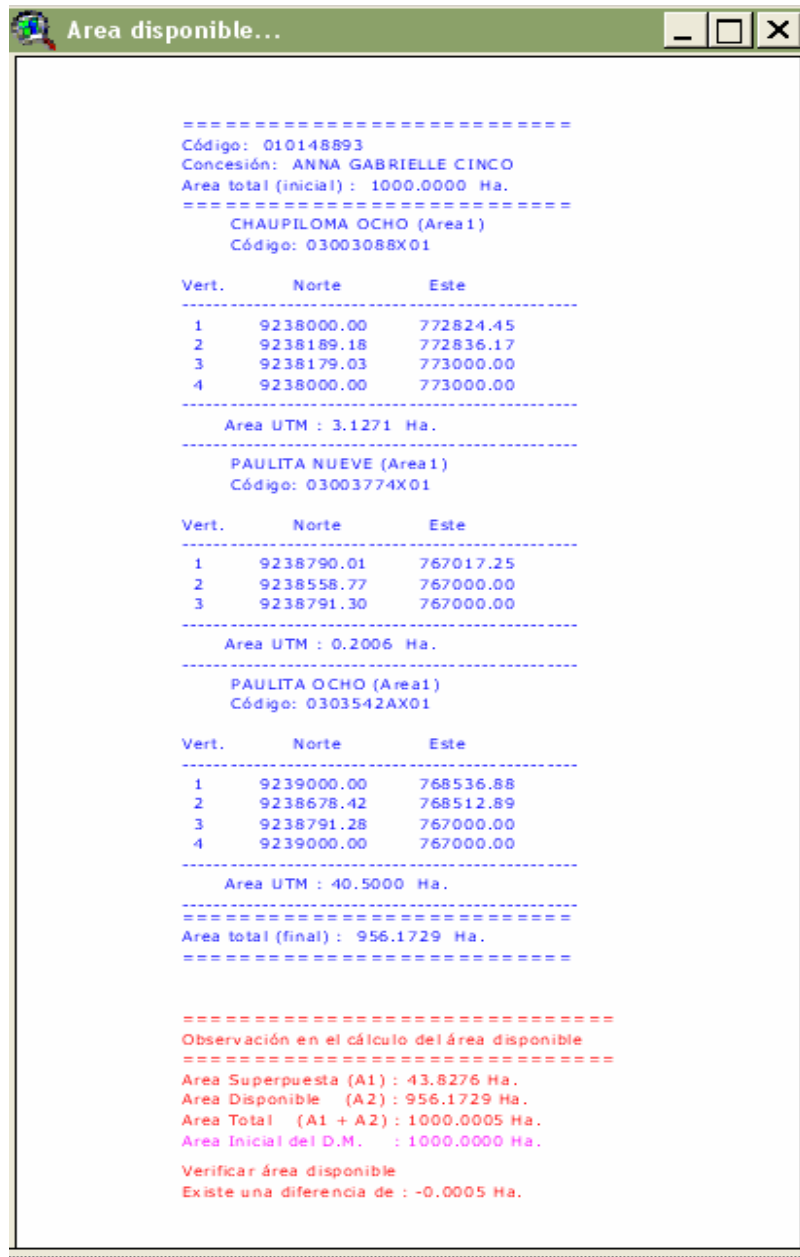 Area disponible...
============================
Código: 010148893
Concesión: ANNA GABRIELLE CINCO
Area total (inicial) : 1000.0000 Ha.
============================
CHAUPILOMA OCHO (Area1)
Código: 03003088X01
Vert. Norte Este
--------------------------------------------------
1 9238000.00 772824.45
2 9238189.18 772836.17
3 9238179.03 773000.00
4 9238000.00 773000.00
--------------------------------------------------
Area UTM : 3.1271 Ha.
--------------------------------------------------
PAULITA NUEVE (Area1)
Código: 03003774X01
Vert. Norte Este
--------------------------------------------------
1 9238790.01 767017.25
2 9238558.77 767000.00
3 9238791.30 767000.00
--------------------------------------------------
Area UTM : 0.2006 Ha.
--------------------------------------------------
PAULITA OCHO (Area1)
Código: 0303542AX01
Vert. Norte Este
--------------------------------------------------
1 9239000.00 768536.88
2 9238678.42 768512.89
3 9238791.28 767000.00
4 9239000.00 767000.00
--------------------------------------------------
Area UTM : 40.5000 Ha.
--------------------------------------------------
============================
Area total (final) : 956.1729 Ha.
============================
===============================
Observación en el cálculo del área disponible
===============================
Area Superpuesta (A1) : 43.8276 Ha.
Area Disponible (A2) : 956.1729 Ha.
Area Total (A1 + A2) : 1000.0005 Ha.
Area Inicial del D.M. : 1000.0000 Ha.
Verificar área disponible
Existe una diferencia de : -0.0005 Ha.